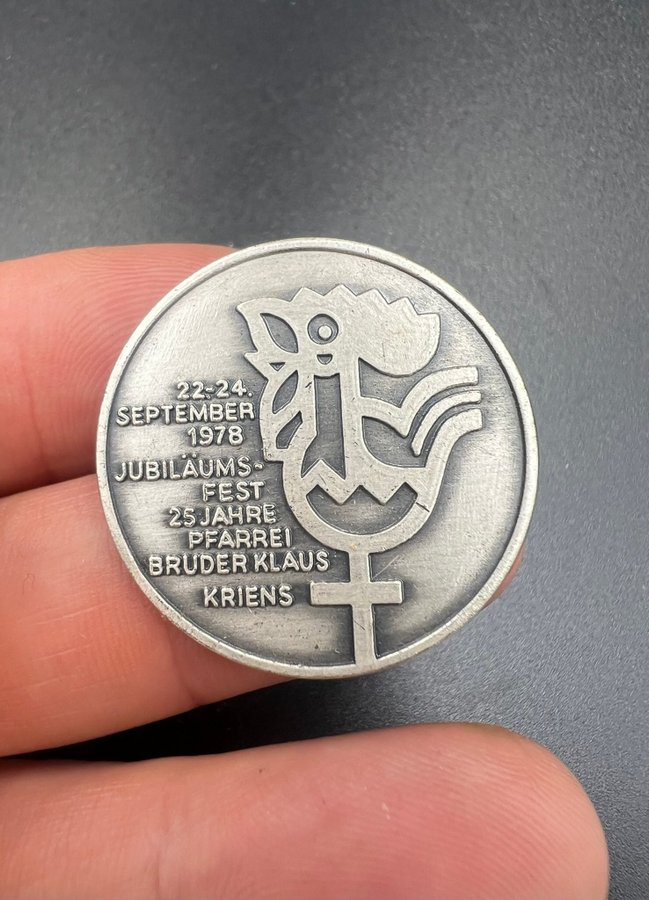 22-24.
SEPTEMBER
1978
JUBILÄUMS-
FEST
25 JAHRE
PFARREI
BRUDER KLAUS
KRIENS